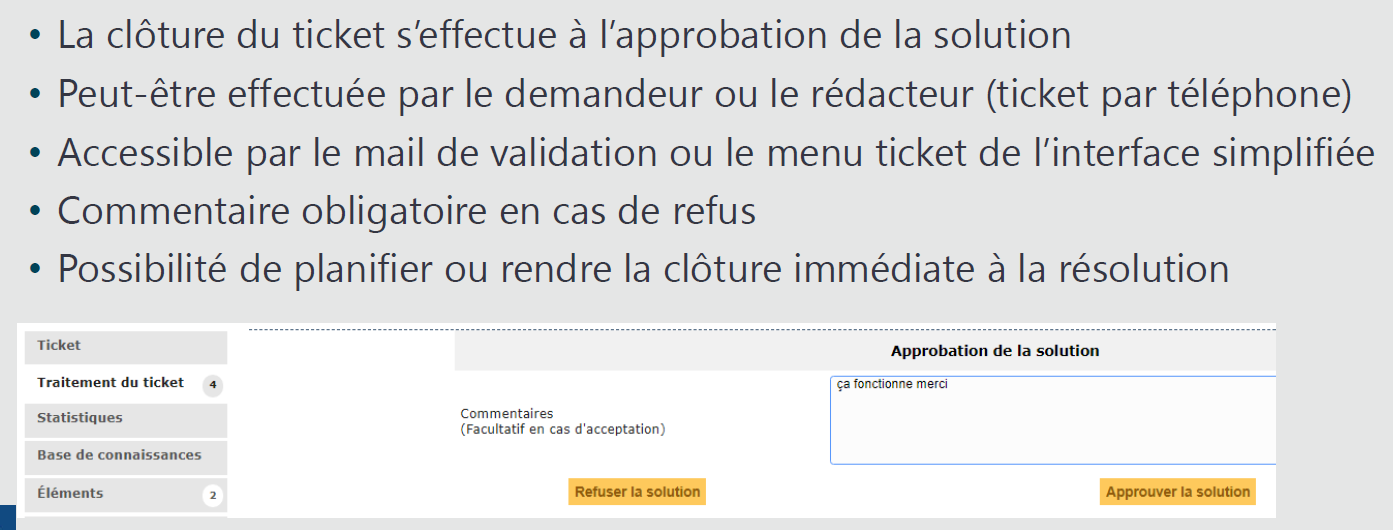 • La clôture du ticket s’effectue à l’approbation de la solution
• Peut-être effectuée par le demandeur ou le rédacteur (ticket par téléphone)
• Accessible par le mail de validation ou le menu ticket de l’interface simplifiée
• Commentaire obligatoire en cas de refus
• Possibilité de planifier ou rendre la clôture immédiate à la résolution
Ticket
Traitement du ticket 4
Statistiques
Base de connaissances
Éléments 2
Approbation de la solution
Commentaires
(Facultatif en cas d'acceptation)
ça fonctionne merci
Refuser la solution
Approuver la solution